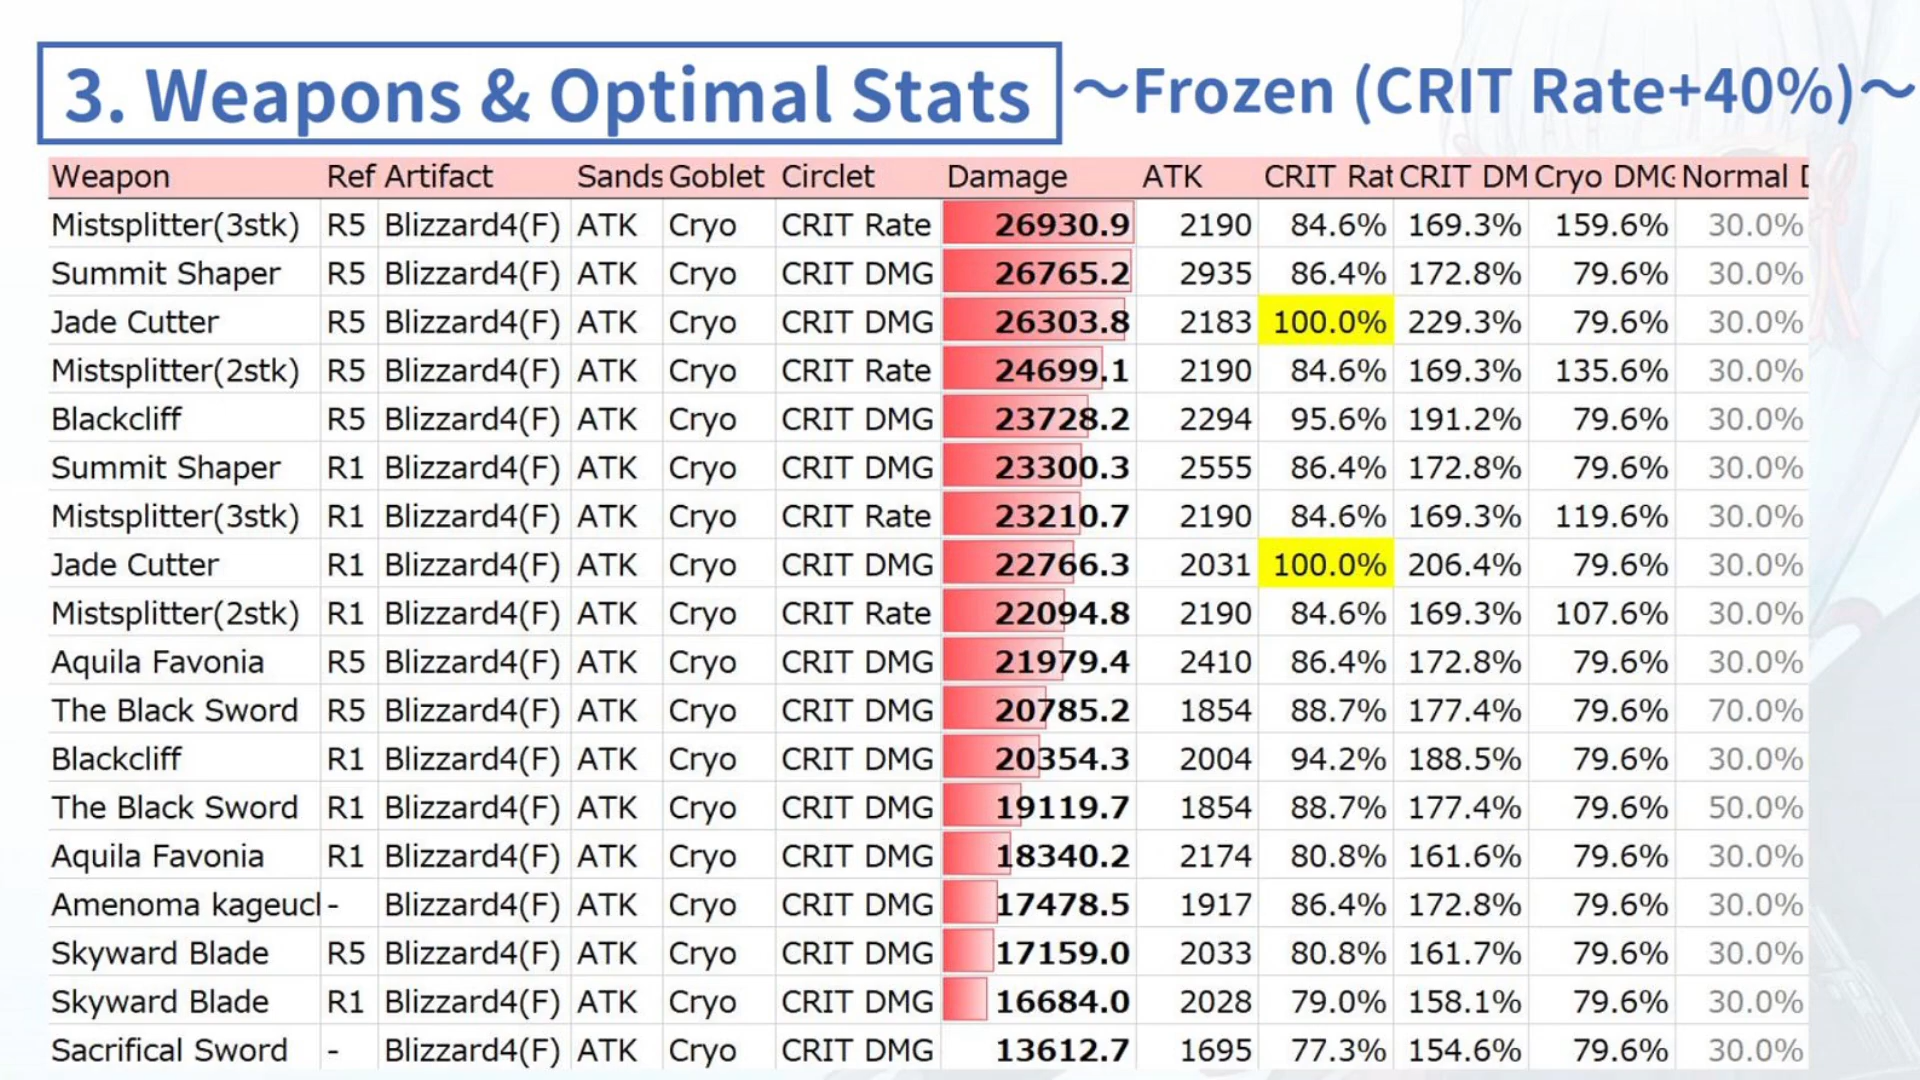 3. Weapons & Optimal Stats ～Frozen (CRIT Rate+40%)～
Weapon Ref Artifact Sands Goblet Circlet Damage ATK CRIT Rat CRIT DM Cryo DMG Normal D
Mistsplitter(3stk) R5 Blizzard4(F) ATK Cryo CRIT Rate 26930.9 2190 84.6% 169.3% 159.6% 30.0%
Summit Shaper R5 Blizzard4(F) ATK Cryo CRIT DMG 26765.2 2935 86.4% 172.8% 79.6% 30.0%
Jade Cutter R5 Blizzard4(F) ATK Cryo CRIT DMG 26303.8 2183 100.0% 229.3% 79.6% 30.0%
Mistsplitter(2stk) R5 Blizzard4(F) ATK Cryo CRIT Rate 24699.1 2190 84.6% 169.3% 135.6% 30.0%
Blackcliff R5 Blizzard4(F) ATK Cryo CRIT DMG 23728.2 2294 95.6% 191.2% 79.6% 30.0%
Summit Shaper R1 Blizzard4(F) ATK Cryo CRIT DMG 23300.3 2555 86.4% 172.8% 79.6% 30.0%
Mistsplitter(3stk) R1 Blizzard4(F) ATK Cryo CRIT Rate 23210.7 2190 84.6% 169.3% 119.6% 30.0%
Jade Cutter R1 Blizzard4(F) ATK Cryo CRIT DMG 22766.3 2031 100.0% 206.4% 79.6% 30.0%
Mistsplitter(2stk) R1 Blizzard4(F) ATK Cryo CRIT Rate 22094.8 2190 84.6% 169.3% 107.6% 30.0%
Aquila Favonia R5 Blizzard4(F) ATK Cryo CRIT DMG 21979.4 2410 86.4% 172.8% 79.6% 30.0%
The Black Sword R5 Blizzard4(F) ATK Cryo CRIT DMG 20785.2 1854 88.7% 177.4% 79.6% 70.0%
Blackcliff R1 Blizzard4(F) ATK Cryo CRIT DMG 20354.3 2004 94.2% 188.5% 79.6% 30.0%
The Black Sword R1 Blizzard4(F) ATK Cryo CRIT DMG 19119.7 1854 88.7% 177.4% 79.6% 50.0%
Aquila Favonia R1 Blizzard4(F) ATK Cryo CRIT DMG 18340.2 2174 80.8% 161.6% 79.6% 30.0%
Amenoma kageucl - Blizzard4(F) ATK Cryo CRIT DMG 17478.5 1917 86.4% 172.8% 79.6% 30.0%
Skyward Blade R5 Blizzard4(F) ATK Cryo CRIT DMG 17159.0 2033 80.8% 161.7% 79.6% 30.0%
Skyward Blade R1 Blizzard4(F) ATK Cryo CRIT DMG 16684.0 2028 79.0% 158.1% 79.6% 30.0%
Sacrifical Sword - Blizzard4(F) ATK Cryo CRIT DMG 13612.7 1695 77.3% 154.6% 79.6% 30.0%